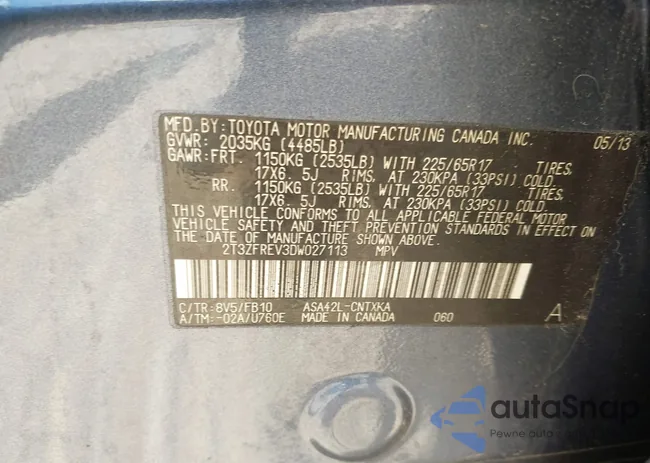 MFD. BY: TOYOTA MOTOR MANUFACTURING CANADA INC. 05/13
GVWR: 2035KG (4485LB)
GAWR: FRT. 1150KG (2535LB) WITH 225/65R17 TIRES,
17X6. 5J RIMS, AT 230KPA (33PSI) COLD
RR. 1150KG (2535LB) WITH 225/65R17 TIRES,
17X6. 5J RIMS, AT 230KPA (33PSI) COLD
THIS VEHICLE CONFORMS TO ALL APPLICABLE FEDERAL MOTOR
VEHICLE SAFETY AND THEFT PREVENTION STANDARDS IN EFFECT ON
THE DATE OF MANUFACTURE SHOWN ABOVE.
2T3ZFREV3DW027113 MPV
C/TR: 8V5/FB10 ASA42L-CNTXKA
A/TM: -02A/U760E MADE IN CANADA 060 A
autoSnap
Pewne auto